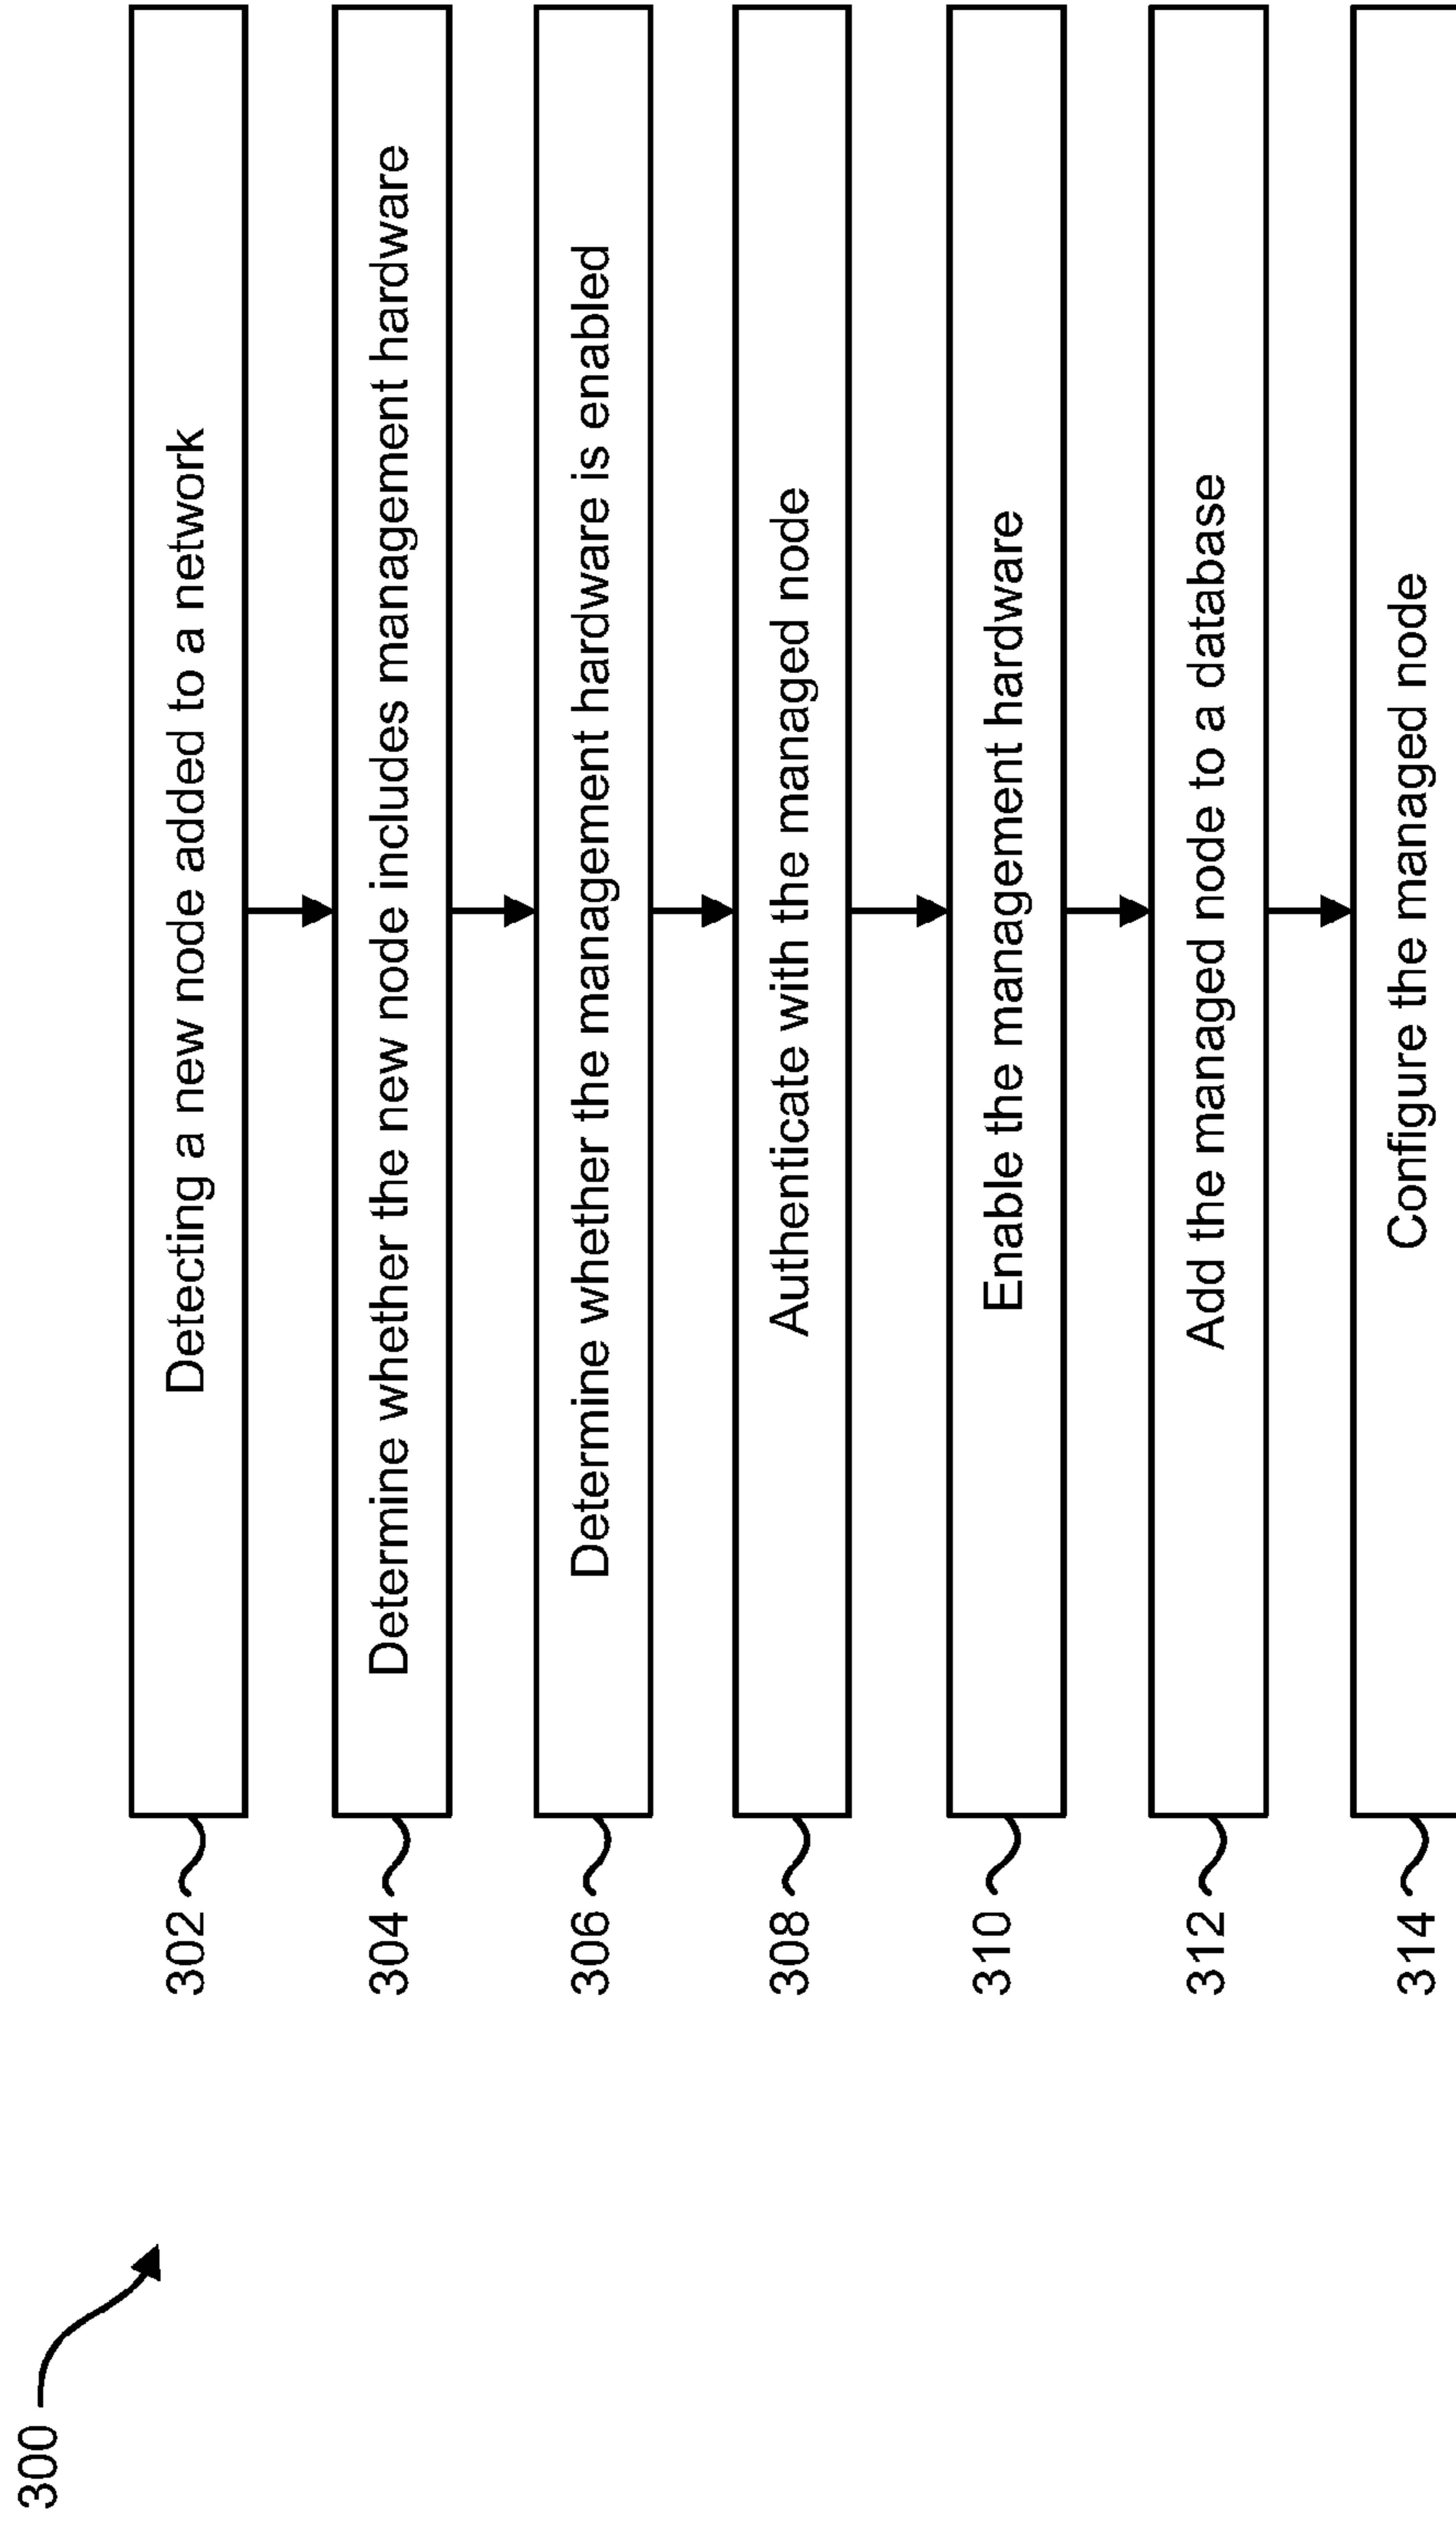 300
302
Detecting a new node added to a network
304
Determine whether the new node includes management hardware
306
Determine whether the management hardware is enabled
308
Authenticate with the managed node
310
Enable the management hardware
312
Add the managed node to a database
314
Configure the managed node